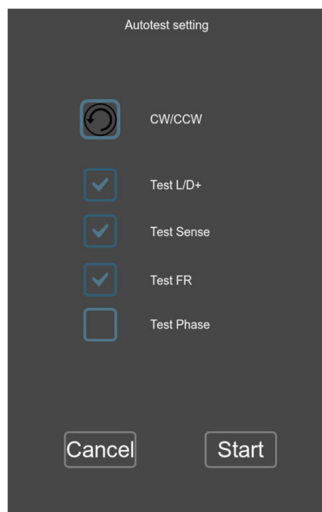 Autotest setting
CW/CCW
Test L/D+
Test Sense
Test FR
Test Phase
Cancel Start